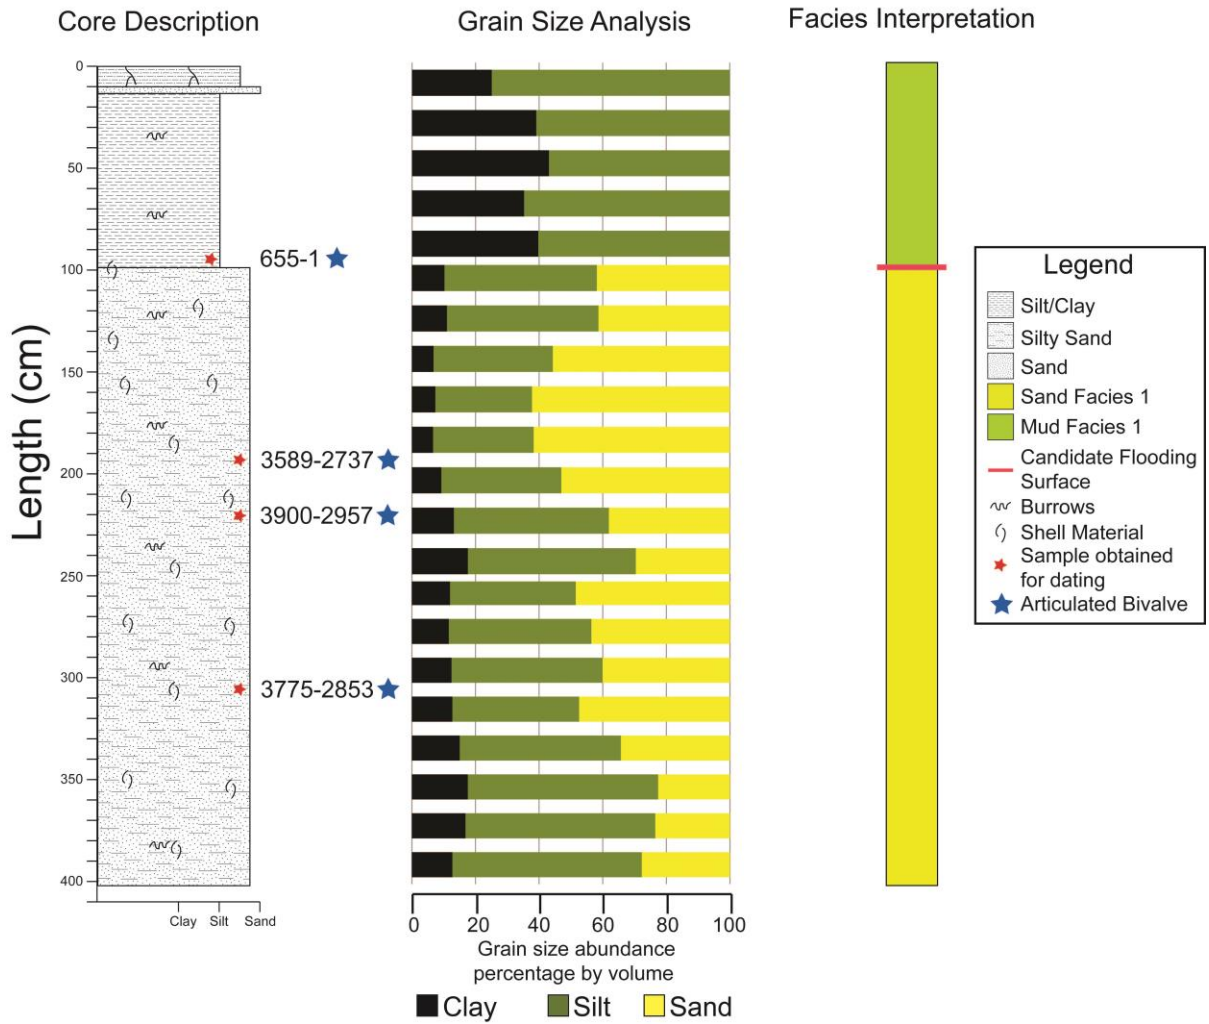 Core Description
Grain Size Analysis
Facies Interpretation
Length (cm)
0
50
100
150
200
250
300
350
400
Clay
Silt
Sand
655-1
3589-2737
3900-2957
3775-2853
0
20
40
60
80
100
Grain size abundance
percentage by volume
Clay
Silt
Sand
Legend
Silt/Clay
Silty Sand
Sand
Sand Facies 1
Mud Facies 1
Candidate Flooding
Surface
Burrows
Shell Material
Sample obtained
for dating
Articulated Bivalve